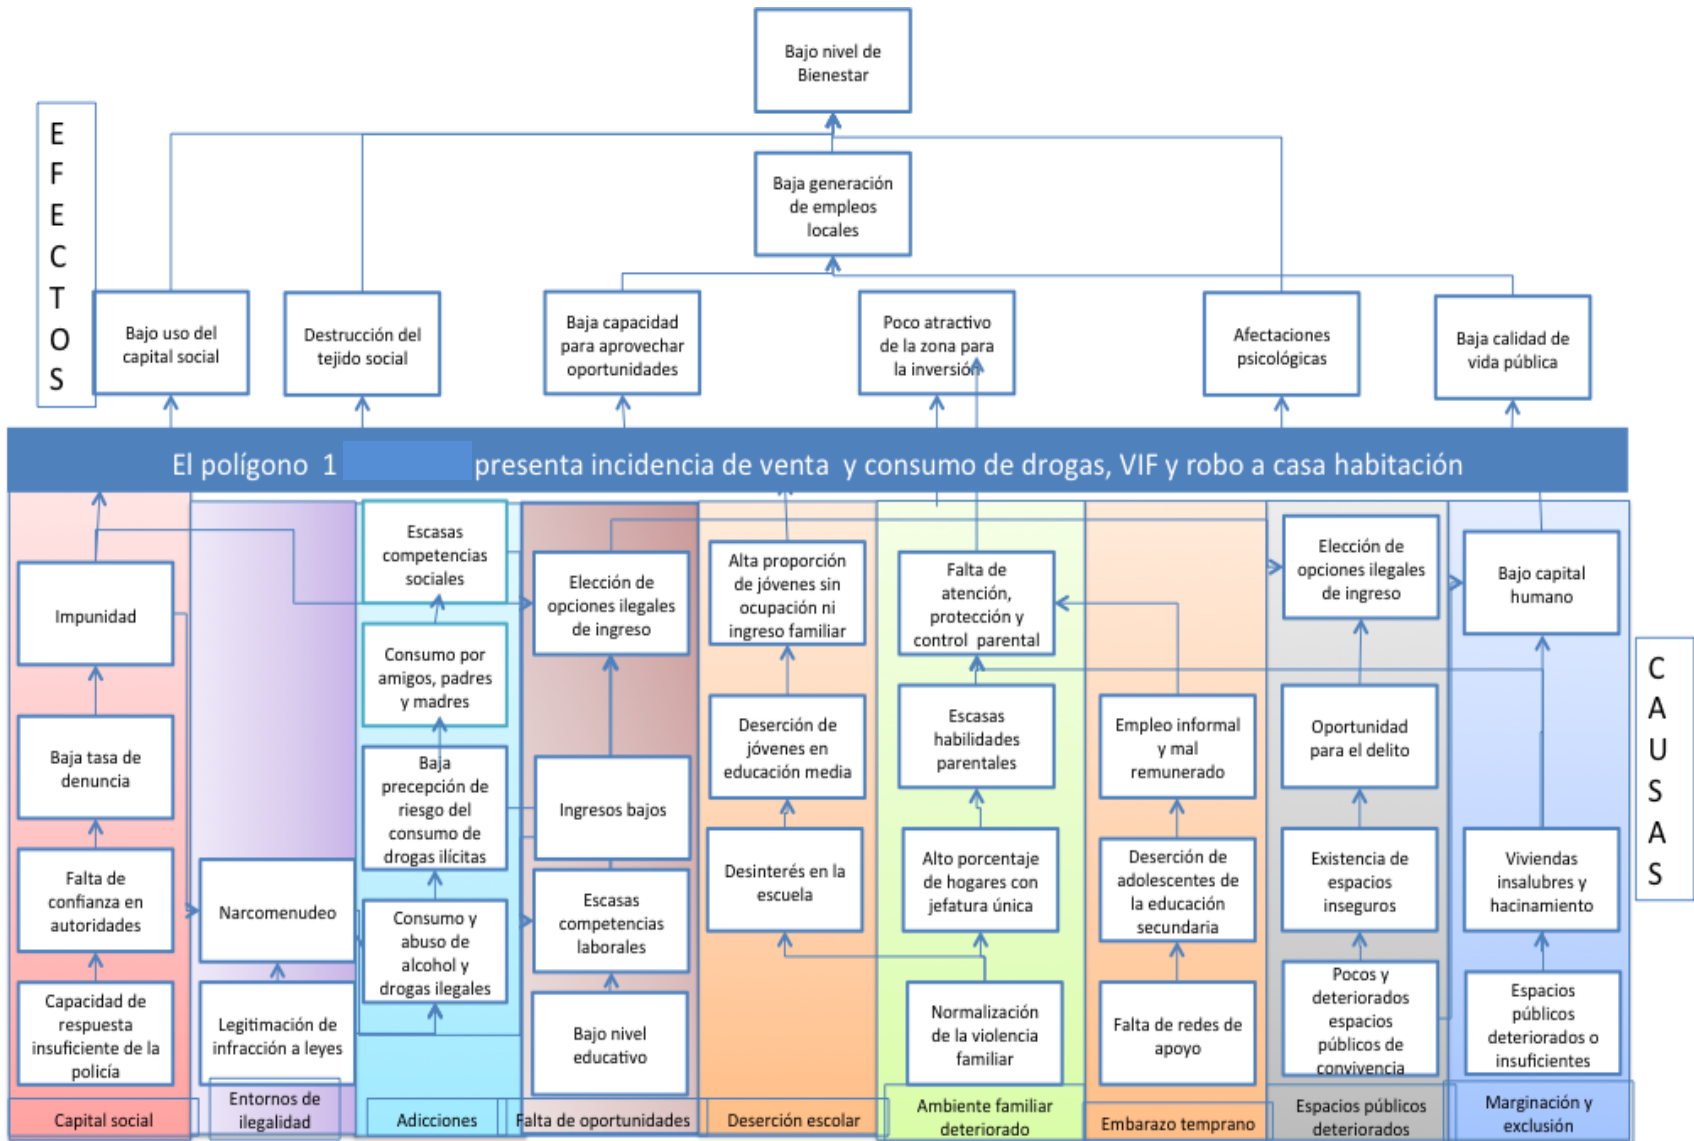 Bajo nivel de
Bienestar
E
F
E
C
T
O
S
Baja generación
de empleos
locales
Bajo uso del
capital social
Destrucción del
tejido social
Baja capacidad
para aprovechar
oportunidades
Poco atractivo
de la zona para
la inversión
Afectaciones
psicológicas
Baja calidad de
vida pública
El polígono 1 presenta incidencia de venta y consumo de drogas, VIF y robo a casa habitación
C
A
U
S
A
S
Impunidad
Baja tasa de
denuncia
Falta de
confianza en
autoridades
Capacidad de
respuesta
insuficiente de la
policía
Capital social
Narcomenudeo
Legitimación de
infracción a leyes
Entornos de
ilegalidad
Escasas
competencias
sociales
Consumo por
amigos, padres
y madres
Baja
precepción de
riesgo del
consumo de
drogas ilícitas
Consumo y
abuso de
alcohol y
drogas ilegales
Adicciones
Elección de
opciones ilegales
de ingreso
Ingresos bajos
Escasas
competencias
laborales
Bajo nivel
educativo
Falta de oportunidades
Alta proporción
de jóvenes sin
ocupación ni
ingreso familiar
Deserción de
jóvenes en
educación media
Desinterés en la
escuela
Deserción escolar
Falta de
atención,
protección y
control parental
Escasas
habilidades
parentales
Alto porcentaje
de hogares con
jefatura única
Normalización
de la violencia
familiar
Ambiente familiar
deteriorado
Empleo informal
y mal
remunerado
Deserción de
adolescentes de
la educación
secundaria
Falta de redes de
apoyo
Embarazo temprano
Elección de
opciones ilegales
de ingreso
Oportunidad
para el delito
Existencia de
espacios
inseguros
Pocos y
deteriorados
espacios
públicos de
convivencia
Espacios públicos
deteriorados
Bajo capital
humano
Viviendas
insalubres y
hacinamiento
Espacios
públicos
deteriorados o
insuficientes
Marginación y
exclusión